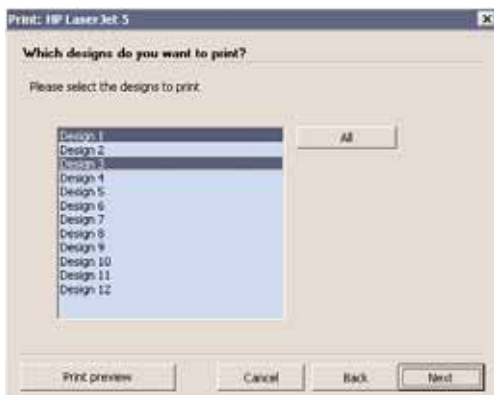 Print: HP LaserJet 5
Which designs do you want to print?
Please select the designs to print
Design 1
All
Design 2
Design 3
Design 4
Design 5
Design 6
Design 7
Design 8
Design 9
Design 10
Design 11
Design 12
Print preview Cancel Back Next